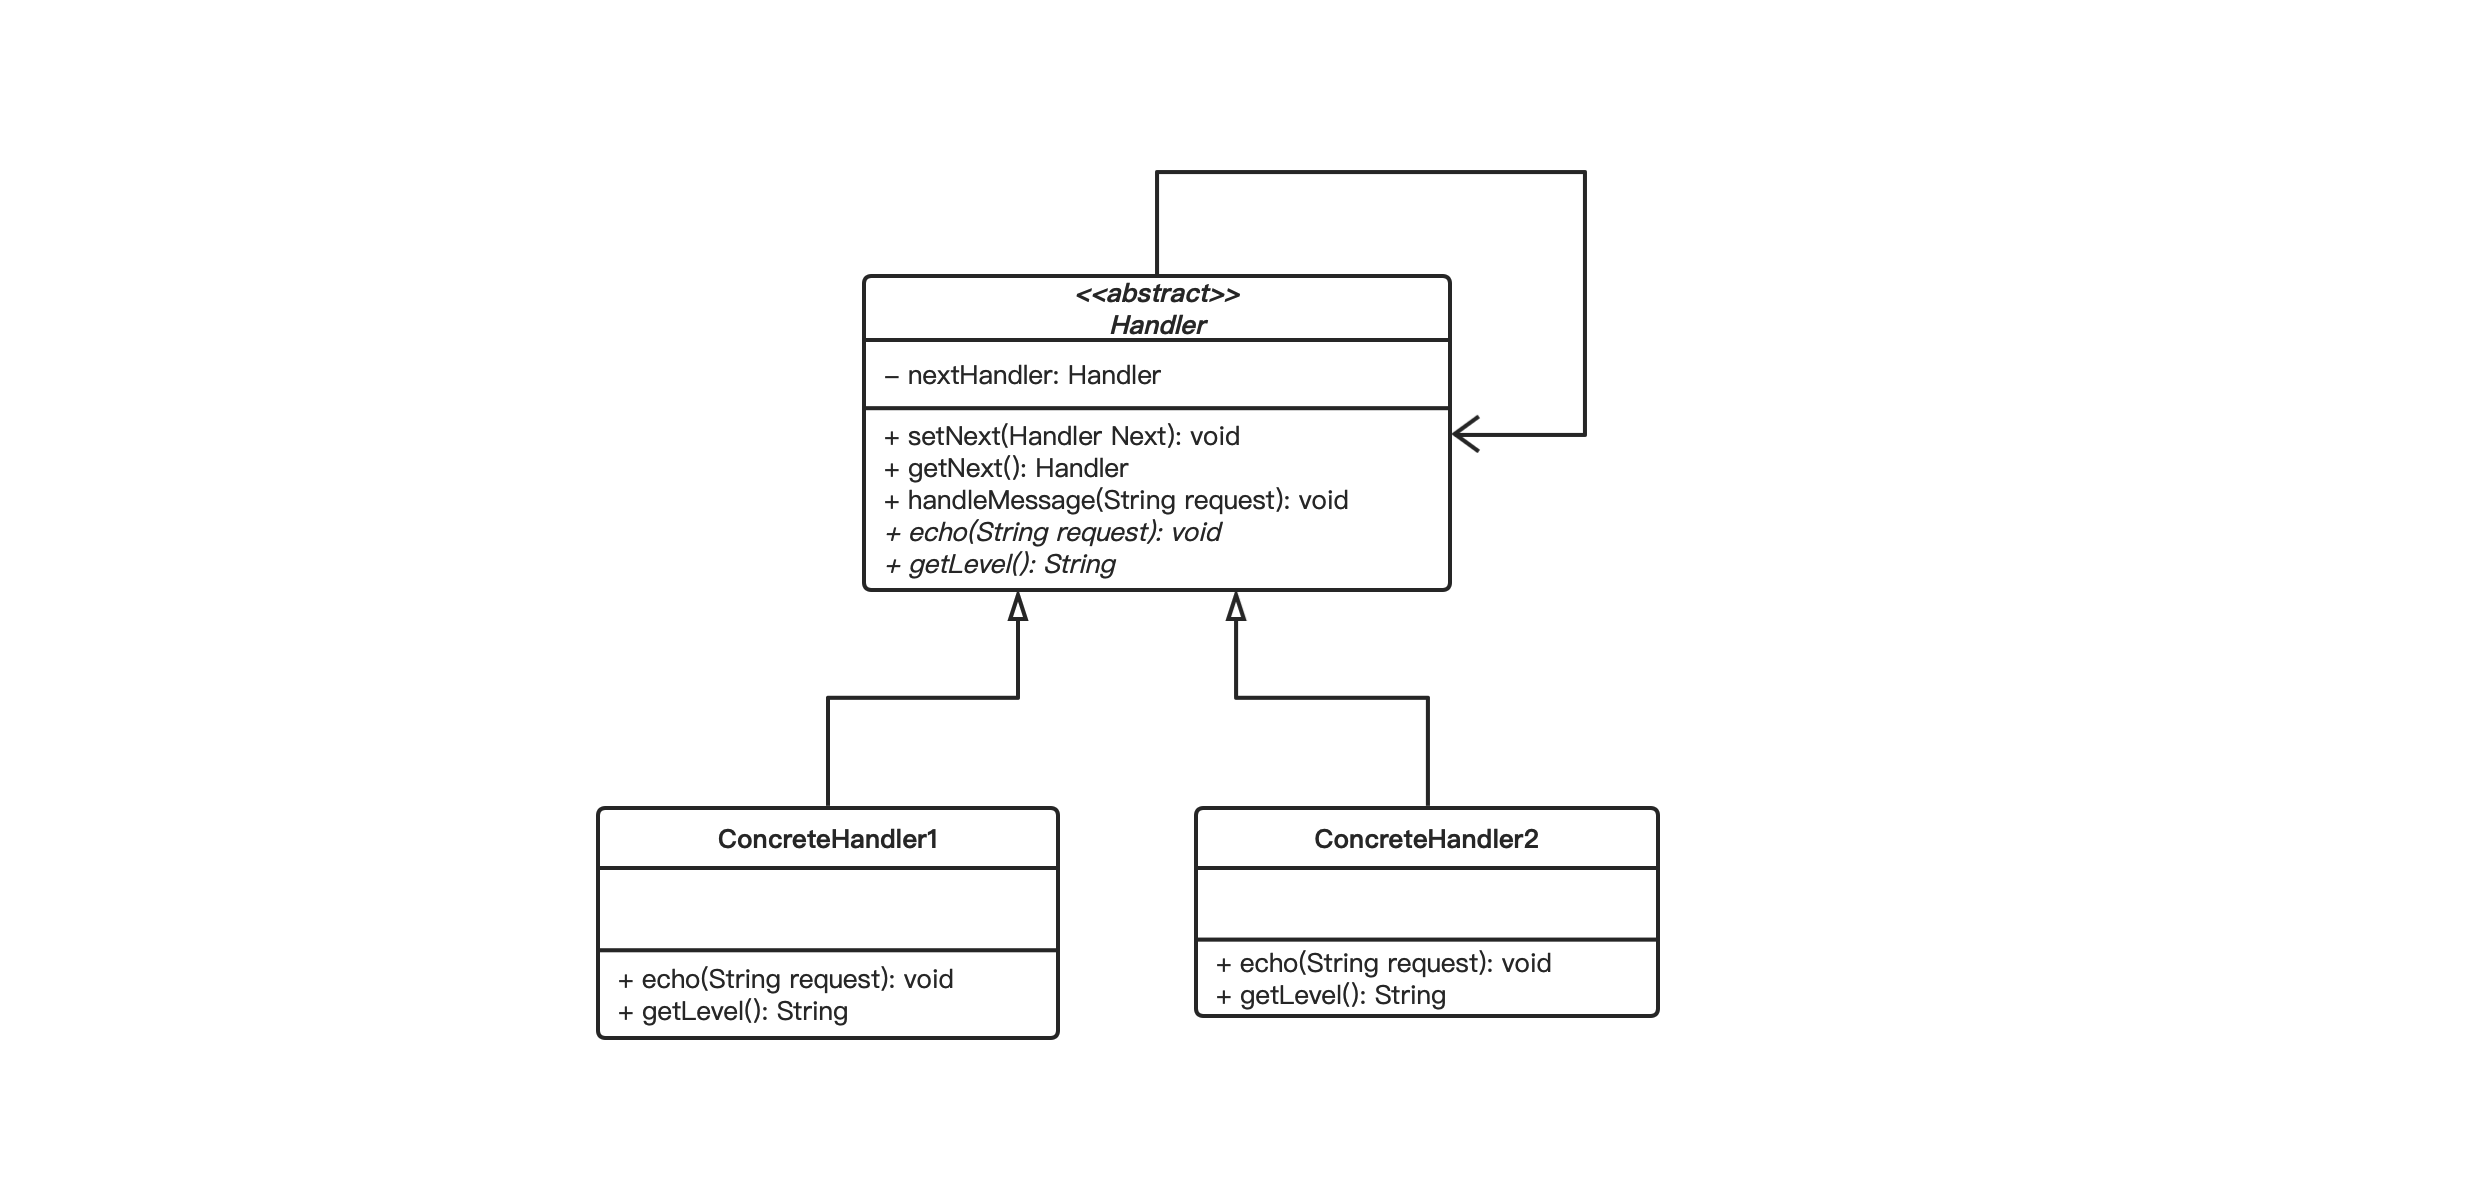 <<abstract>>
Handler
– nextHandler: Handler
+ setNext(Handler Next): void
+ getNext(): Handler
+ handleMessage(String request): void
+ echo(String request): void
+ getLevel(): String
ConcreteHandler1
+ echo(String request): void
+ getLevel(): String
ConcreteHandler2
+ echo(String request): void
+ getLevel(): String